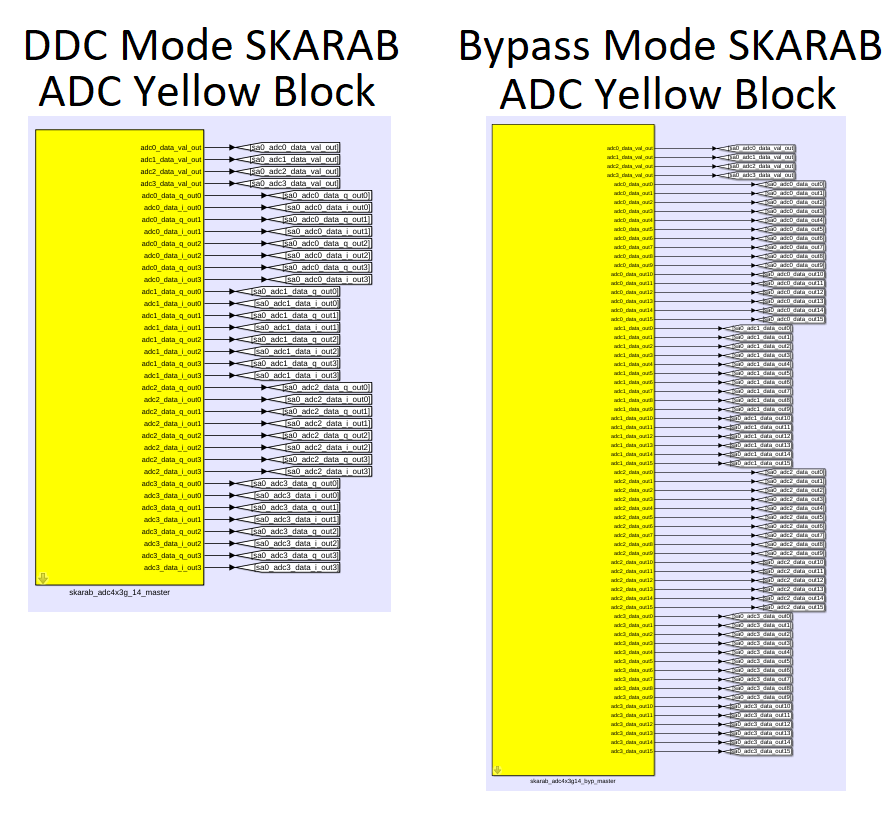 DDC Mode SKARAB
ADC Yellow Block
adc0_data_val_out [sa0_adc0_data_val_out]
adc1_data_val_out [sa0_adc1_data_val_out]
adc2_data_val_out [sa0_adc2_data_val_out]
adc3_data_val_out [sa0_adc3_data_val_out]
adc0_data_q_out0 [sa0_adc0_data_q_out0]
adc0_data_i_out0 [sa0_adc0_data_i_out0]
adc0_data_q_out1 [sa0_adc0_data_q_out1]
adc0_data_i_out1 [sa0_adc0_data_i_out1]
adc0_data_q_out2 [sa0_adc0_data_q_out2]
adc0_data_i_out2 [sa0_adc0_data_i_out2]
adc0_data_q_out3 [sa0_adc0_data_q_out3]
adc0_data_i_out3 [sa0_adc0_data_i_out3]
adc1_data_q_out0 [sa0_adc1_data_q_out0]
adc1_data_i_out0 [sa0_adc1_data_i_out0]
adc1_data_q_out1 [sa0_adc1_data_q_out1]
adc1_data_i_out1 [sa0_adc1_data_i_out1]
adc1_data_q_out2 [sa0_adc1_data_q_out2]
adc1_data_i_out2 [sa0_adc1_data_i_out2]
adc1_data_q_out3 [sa0_adc1_data_q_out3]
adc1_data_i_out3 [sa0_adc1_data_i_out3]
adc2_data_q_out0 [sa0_adc2_data_q_out0]
adc2_data_i_out0 [sa0_adc2_data_i_out0]
adc2_data_q_out1 [sa0_adc2_data_q_out1]
adc2_data_i_out1 [sa0_adc2_data_i_out1]
adc2_data_q_out2 [sa0_adc2_data_q_out2]
adc2_data_i_out2 [sa0_adc2_data_i_out2]
adc2_data_q_out3 [sa0_adc2_data_q_out3]
adc2_data_i_out3 [sa0_adc2_data_i_out3]
adc3_data_q_out0 [sa0_adc3_data_q_out0]
adc3_data_i_out0 [sa0_adc3_data_i_out0]
adc3_data_q_out1 [sa0_adc3_data_q_out1]
adc3_data_i_out1 [sa0_adc3_data_i_out1]
adc3_data_q_out2 [sa0_adc3_data_q_out2]
adc3_data_i_out2 [sa0_adc3_data_i_out2]
adc3_data_q_out3 [sa0_adc3_data_q_out3]
adc3_data_i_out3 [sa0_adc3_data_i_out3]
skarab_adc4x3g_14_master
Bypass Mode SKARAB
ADC Yellow Block
adc0_data_val_out [sa0_adc0_data_val_out]
adc1_data_val_out [sa0_adc1_data_val_out]
adc2_data_val_out [sa0_adc2_data_val_out]
adc3_data_val_out [sa0_adc3_data_val_out]
adc0_data_out0 [sa0_adc0_data_out0]
adc0_data_out1 [sa0_adc0_data_out1]
adc0_data_out2 [sa0_adc0_data_out2]
adc0_data_out3 [sa0_adc0_data_out3]
adc0_data_out4 [sa0_adc0_data_out4]
adc0_data_out5 [sa0_adc0_data_out5]
adc0_data_out6 [sa0_adc0_data_out6]
adc0_data_out7 [sa0_adc0_data_out7]
adc0_data_out8 [sa0_adc0_data_out8]
adc0_data_out9 [sa0_adc0_data_out9]
adc0_data_out10 [sa0_adc0_data_out10]
adc0_data_out11 [sa0_adc0_data_out11]
adc0_data_out12 [sa0_adc0_data_out12]
adc0_data_out13 [sa0_adc0_data_out13]
adc0_data_out14 [sa0_adc0_data_out14]
adc0_data_out15 [sa0_adc0_data_out15]
adc1_data_out0 [sa0_adc1_data_out0]
adc1_data_out1 [sa0_adc1_data_out1]
adc1_data_out2 [sa0_adc1_data_out2]
adc1_data_out3 [sa0_adc1_data_out3]
adc1_data_out4 [sa0_adc1_data_out4]
adc1_data_out5 [sa0_adc1_data_out5]
adc1_data_out6 [sa0_adc1_data_out6]
adc1_data_out7 [sa0_adc1_data_out7]
adc1_data_out8 [sa0_adc1_data_out8]
adc1_data_out9 [sa0_adc1_data_out9]
adc1_data_out10 [sa0_adc1_data_out10]
adc1_data_out11 [sa0_adc1_data_out11]
adc1_data_out12 [sa0_adc1_data_out12]
adc1_data_out13 [sa0_adc1_data_out13]
adc1_data_out14 [sa0_adc1_data_out14]
adc1_data_out15 [sa0_adc1_data_out15]
adc2_data_out0 [sa0_adc2_data_out0]
adc2_data_out1 [sa0_adc2_data_out1]
adc2_data_out2 [sa0_adc2_data_out2]
adc2_data_out3 [sa0_adc2_data_out3]
adc2_data_out4 [sa0_adc2_data_out4]
adc2_data_out5 [sa0_adc2_data_out5]
adc2_data_out6 [sa0_adc2_data_out6]
adc2_data_out7 [sa0_adc2_data_out7]
adc2_data_out8 [sa0_adc2_data_out8]
adc2_data_out9 [sa0_adc2_data_out9]
adc2_data_out10 [sa0_adc2_data_out10]
adc2_data_out11 [sa0_adc2_data_out11]
adc2_data_out12 [sa0_adc2_data_out12]
adc2_data_out13 [sa0_adc2_data_out13]
adc2_data_out14 [sa0_adc2_data_out14]
adc2_data_out15 [sa0_adc2_data_out15]
adc3_data_out0 [sa0_adc3_data_out0]
adc3_data_out1 [sa0_adc3_data_out1]
adc3_data_out2 [sa0_adc3_data_out2]
adc3_data_out3 [sa0_adc3_data_out3]
adc3_data_out4 [sa0_adc3_data_out4]
adc3_data_out5 [sa0_adc3_data_out5]
adc3_data_out6 [sa0_adc3_data_out6]
adc3_data_out7 [sa0_adc3_data_out7]
adc3_data_out8 [sa0_adc3_data_out8]
adc3_data_out9 [sa0_adc3_data_out9]
adc3_data_out10 [sa0_adc3_data_out10]
adc3_data_out11 [sa0_adc3_data_out11]
adc3_data_out12 [sa0_adc3_data_out12]
adc3_data_out13 [sa0_adc3_data_out13]
adc3_data_out14 [sa0_adc3_data_out14]
adc3_data_out15 [sa0_adc3_data_out15]
skarab_adc4x3g14_byp_master